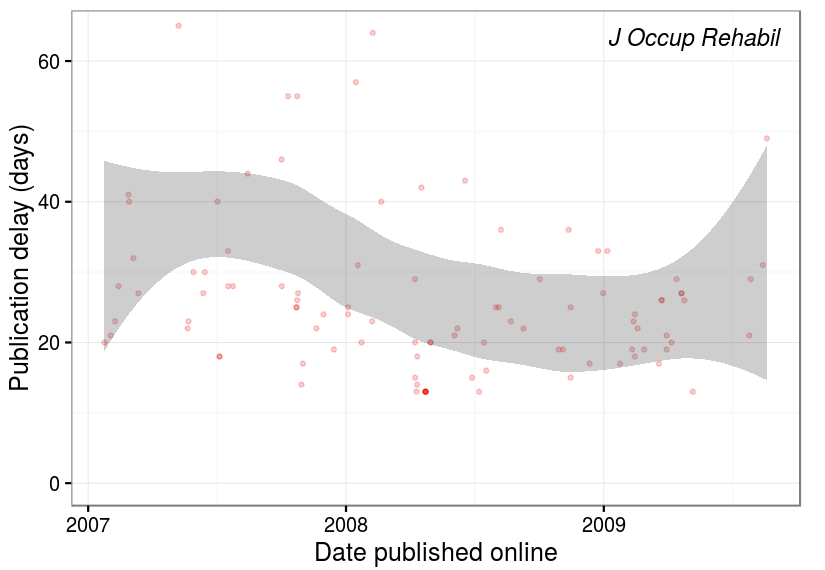 J Occup Rehabil
Publication delay (days)
60
40
20
0
2007 2008 2009
Date published online